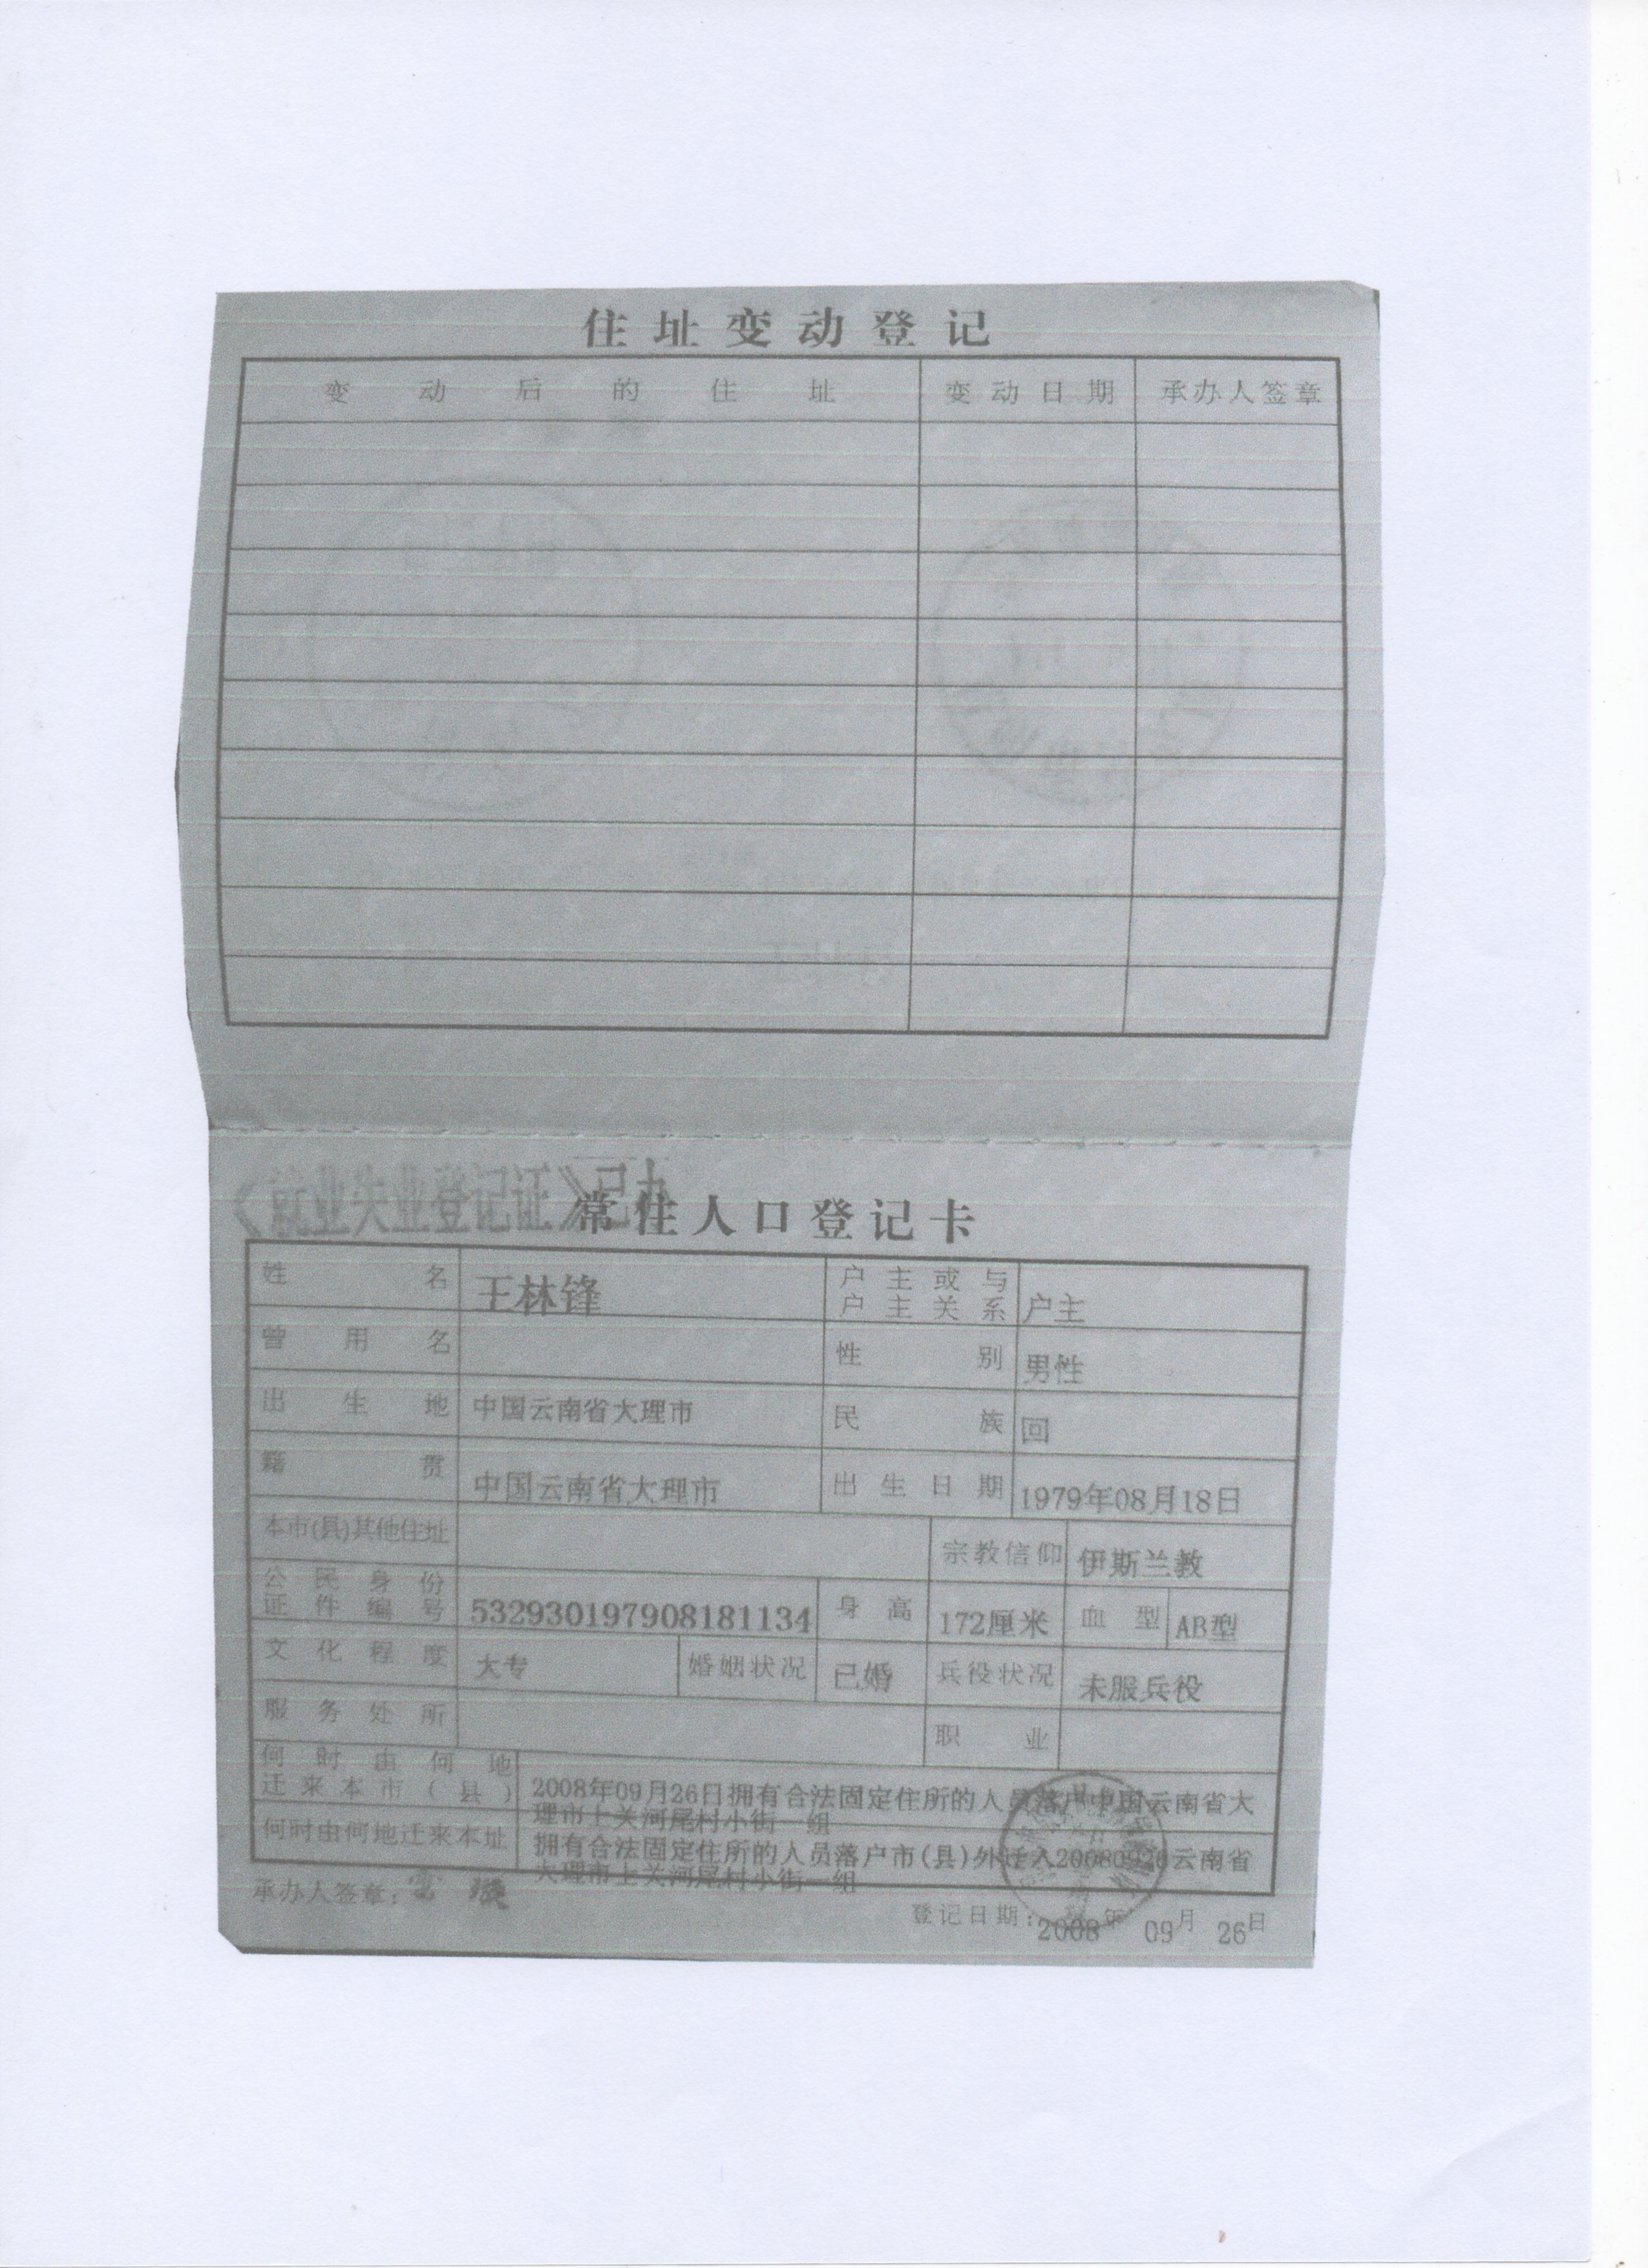 住址变动登记
变动后的住址 变动日期 承办人签章
《就业失业登记证》已办
常住人口登记卡
姓名 王林锋 户主或与户主关系 户主
曾用名 性别 男性
出生地 中国云南省大理市 民族 回
籍贯 中国云南省大理市 出生日期 1979年08月18日
本市(县)其他住址 宗教信仰 伊斯兰教
公民身份证件编号 532930197908181134 身高 172厘米 血型 AB型
文化程度 大专 婚姻状况 已婚 兵役状况 未服兵役
服务处所 职业
何时由何地迁来本市(县) 2008年09月26日拥有合法固定住所的人员落户中国云南省大
理市上关河尾村小街一组
何时由何地迁来本址 拥有合法固定住所的人员落户市(县)外迁入20080926云南省
大理市上关河尾村小街一组
承办人签章:
登记日期:2008年09月26日